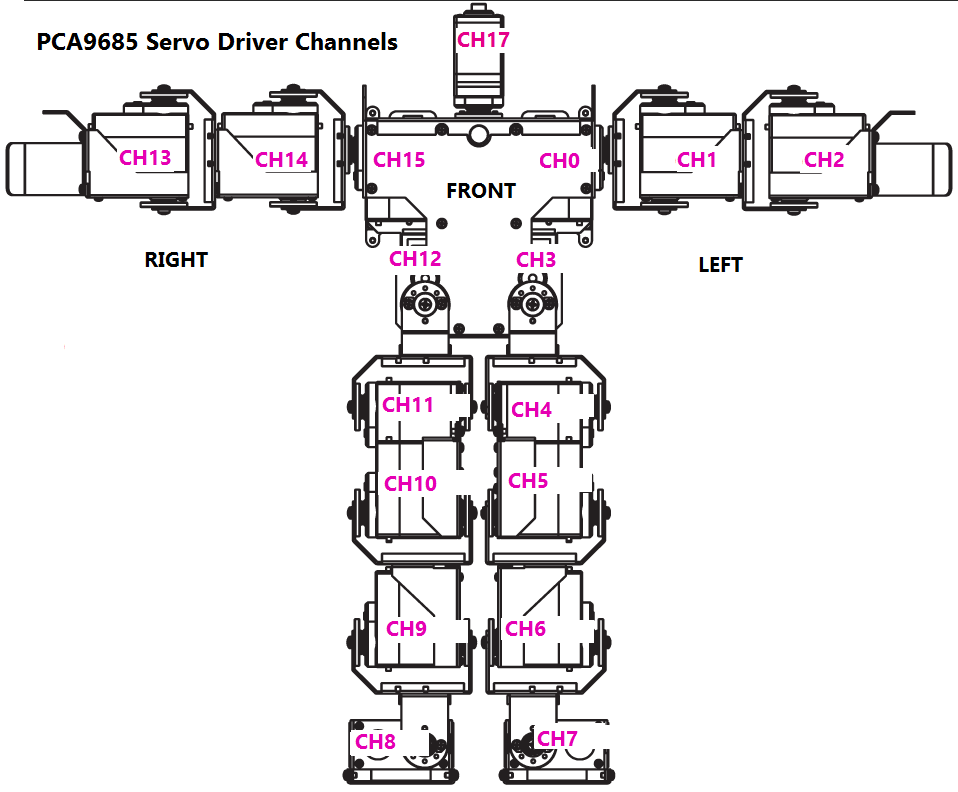 PCA9685 Servo Driver Channels
CH17
CH13
CH14
CH15
CH0
CH1
CH2
FRONT
RIGHT
CH12
CH3
LEFT
CH11
CH4
CH10
CH5
CH9
CH6
CH8
CH7